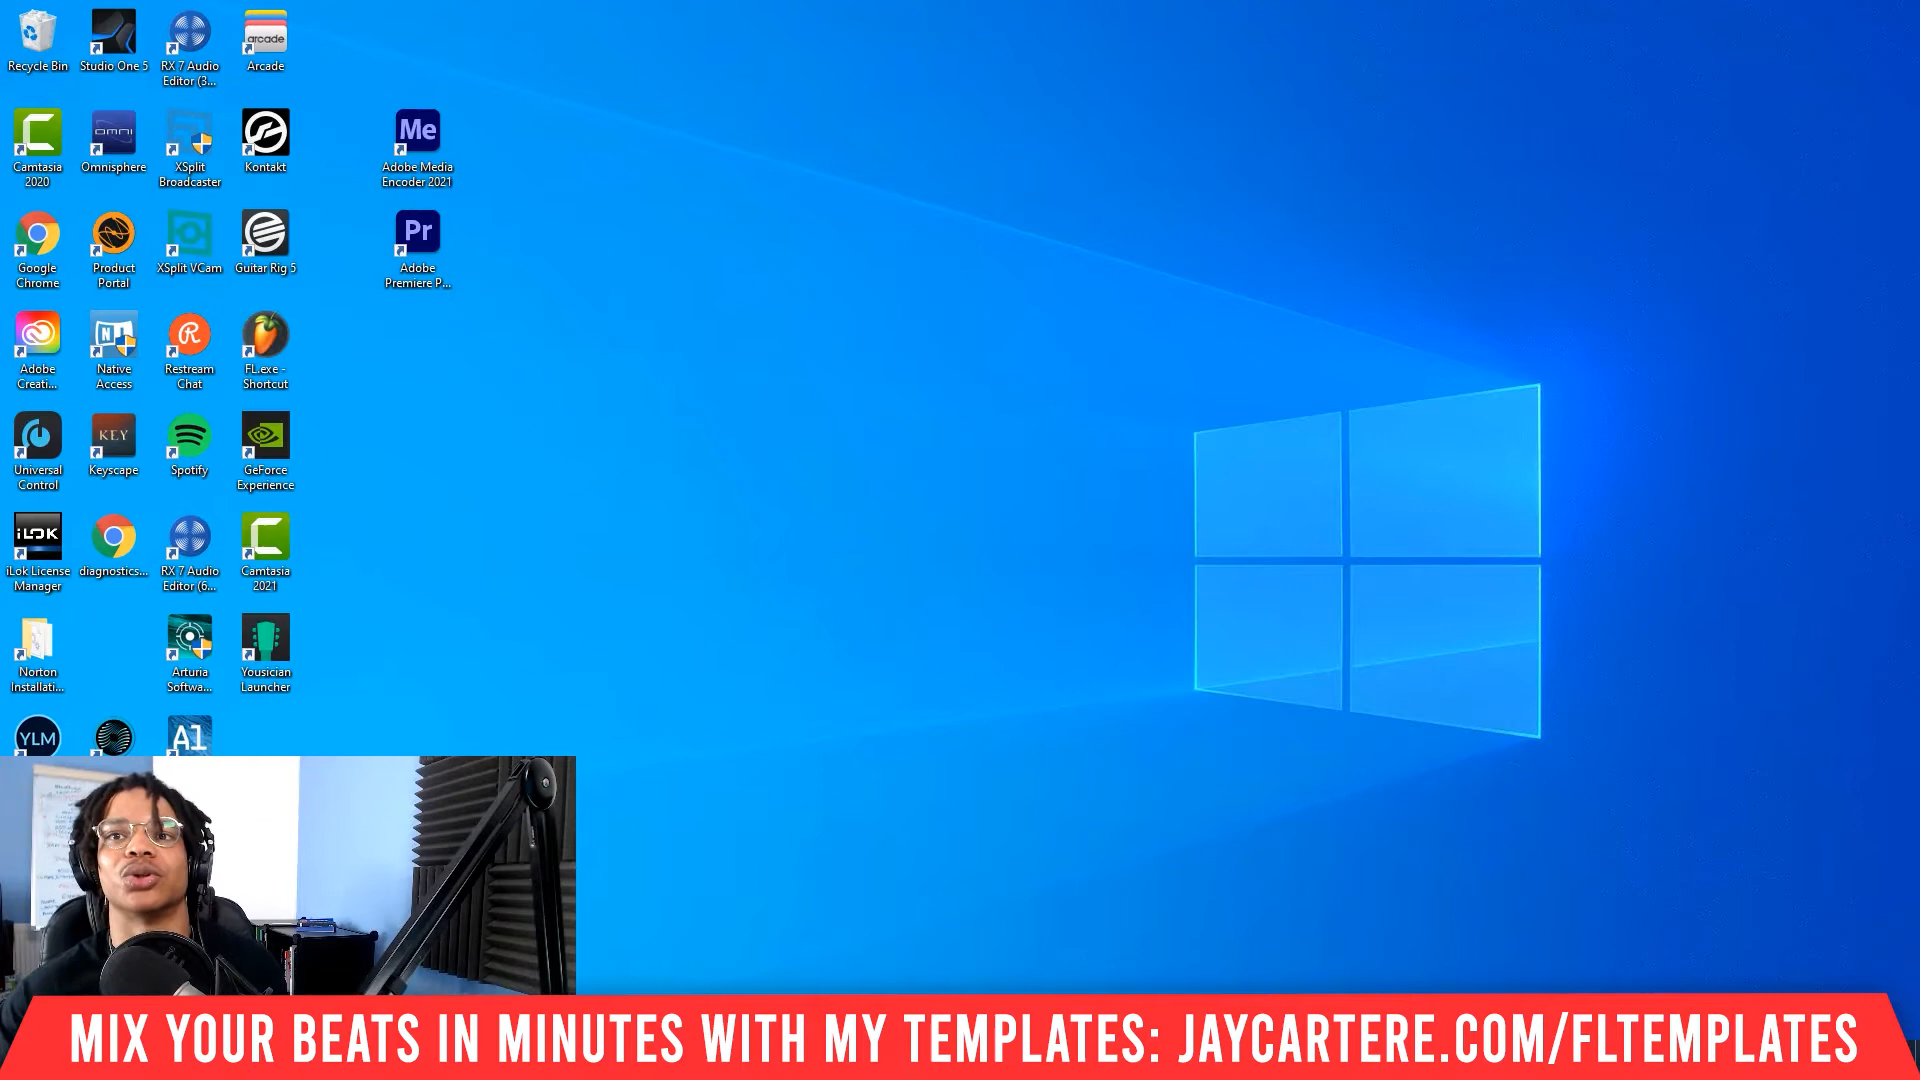 Recycle Bin
Studio One 5
RX 7 Audio
Editor (3...
arcade
Arcade
Camtasia
2020
OMNI
Omnisphere
XSplit
Broadcaster
Kontakt
Me
Adobe Media
Encoder 2021
Google
Chrome
Product
Portal
XSplit VCam
Guitar Rig 5
Pr
Adobe
Premiere P...
Adobe
Creati...
N
Native
Access
R
Restream
Chat
FL.exe -
Shortcut
Universal
Control
KEY
Keyscape
Spotify
GeForce
Experience
iLOK
iLok License
Manager
diagnostics...
RX 7 Audio
Editor (6...
Camtasia
2021
Norton
Installati...
Arturia
Softwa...
Yousician
Launcher
YLM
A1
MIX YOUR BEATS IN MINUTES WITH MY TEMPLATES: JAYCARTERE.COM/FLTEMPLATES